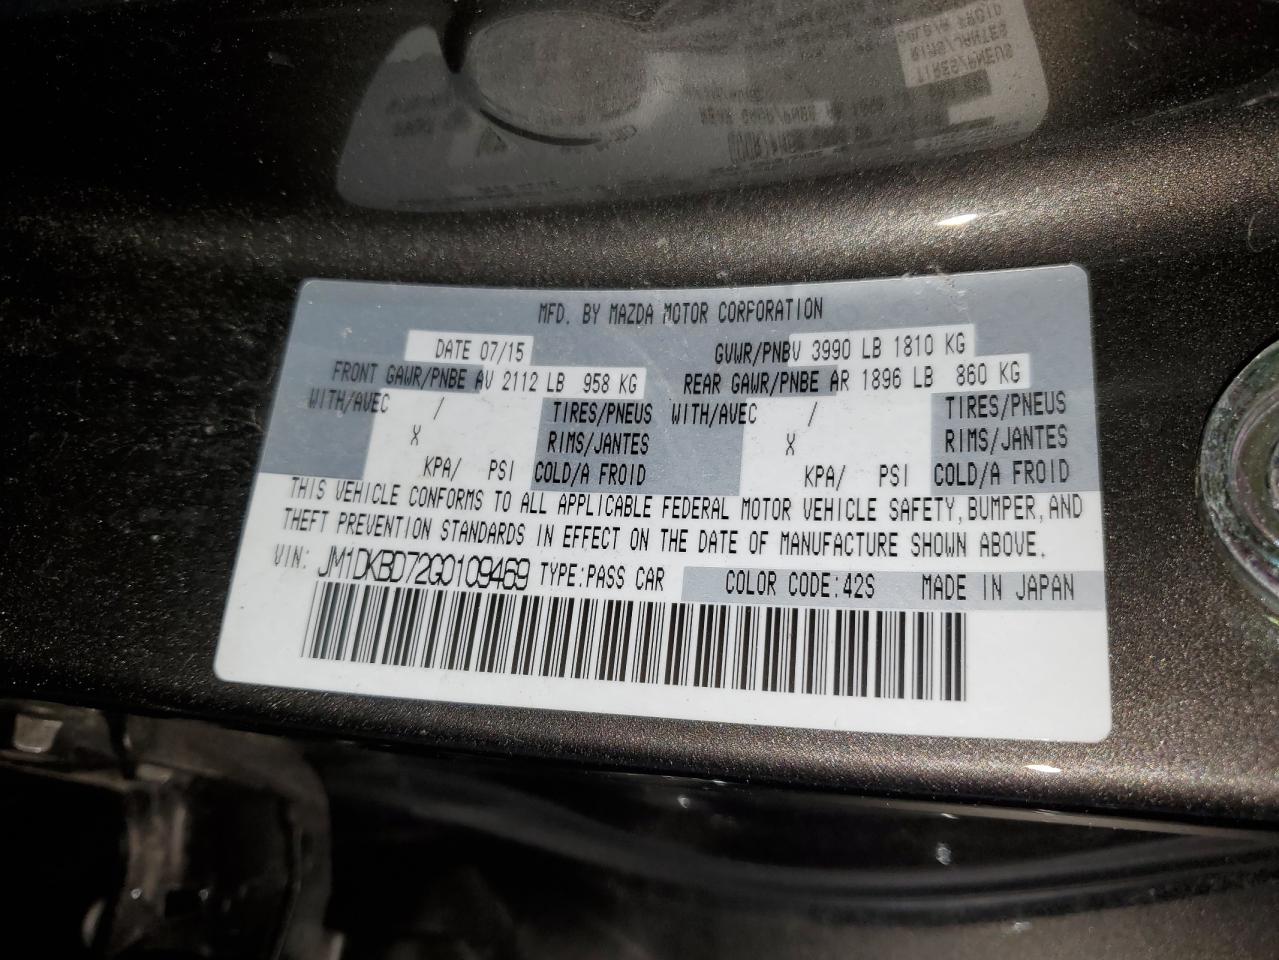 MFD. BY MAZDA MOTOR CORPORATION
DATE 07/15 GVWR/PNBV 3990 LB 1810 KG
FRONT GAWR/PNBE AV 2112 LB 958 KG REAR GAWR/PNBE AR 1896 LB 860 KG
WITH/AVEC / TIRES/PNEUS WITH/AVEC / TIRES/PNEUS
X RIMS/JANTES X RIMS/JANTES
KPA/ PSI COLD/A FROID KPA/ PSI COLD/A FROID
THIS VEHICLE CONFORMS TO ALL APPLICABLE FEDERAL MOTOR VEHICLE SAFETY, BUMPER, AND
THEFT PREVENTION STANDARDS IN EFFECT ON THE DATE OF MANUFACTURE SHOWN ABOVE.
VIN: JM1DKBD72G0109469 TYPE:PASS CAR COLOR CODE:42S MADE IN JAPAN